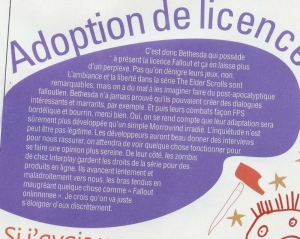 Adoption de licence
C'est donc Bethesda qui possède
à présent la licence Fallout et ça en laisse plus
d'un perplexe. Pas qu'on dénigre leurs jeux, non.
L'ambiance et la liberté dans la série The Elder Scrolls sont
remarquables, mais on a du mal à les imaginer faire du post-apocalyptique
falloutien. Bethesda n'a jamais prouvé qu'ils pouvaient créer des dialogues
intéressants et marrants, par exemple. Et puis leurs combats façon FPS
bordélique et bourrin, merci bien. Oui, on se rend compte que leur adaptation sera
sûrement plus développée qu'un simple Morrowind irradié. L'inquiétude n'est
peut être pas légitime. Les développeurs auront beau donner des interviews
pour nous rassurer, on attendra de voir quelque chose fonctionner pour
se faire une opinion plus sereine. De leur côté, les zombis
de chez Interplay gardent les droits de la série pour des
produits en ligne. Ils avancent lentement et
maladroitement vers nous, les bras tendus en
maugréant quelque chose comme « Fallout
onlinnnnee ». Je crois qu'on va juste
s'éloigner d'eux discrètement.
Si j'avais